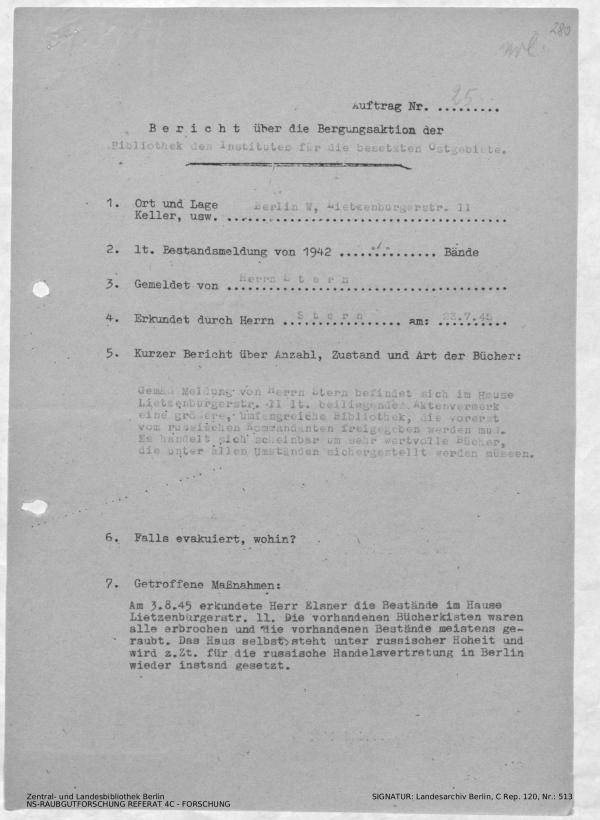 280
Auftrag Nr. ..25.....
B e r i c h t über die Bergungsaktion der
Bibliothek des Institutes für die besetzten Ostgebiete.
1. Ort und Lage Berlin W, Lietzenburgerstr. 11
Keller, usw. ........................................
2. lt. Bestandsmeldung von 1942 .............. Bände
3. Gemeldet von Herrn S t e r n
4. Erkundet durch Herrn S t e r n am: 23.7.45
5. Kurzer Bericht über Anzahl, Zustand und Art der Bücher:
Gemäß Meldung von Herrn Stern befindet sich im Hause
Lietzenburgerstr. 11 lt. beiliegendem Aktenvermerk
eine größere, umfangreiche Bibliothek, die vorerst
vom russischen Kommandanten freigegeben werden muß.
Es handelt sich scheinbar um sehr wertvolle Bücher,
die unter allen Umständen sichergestellt werden müssen.
6. Falls evakuiert, wohin?
7. Getroffene Maßnahmen:
Am 3.8.45 erkundete Herr Elsner die Bestände im Hause
Lietzenburgerstr. 11. Die vorhandenen Bücherkisten waren
alle erbrochen und die vorhandenen Bestände meistens ge-
raubt. Das Haus selbst steht unter russischer Hoheit und
wird z.Zt. für die russische Handelsvertretung in Berlin
wieder instand gesetzt.
Zentral- und Landesbibliothek Berlin
NS-RAUBGUTFORSCHUNG REFERAT 4C - FORSCHUNG
SIGNATUR: Landesarchiv Berlin, C Rep. 120, Nr.: 513